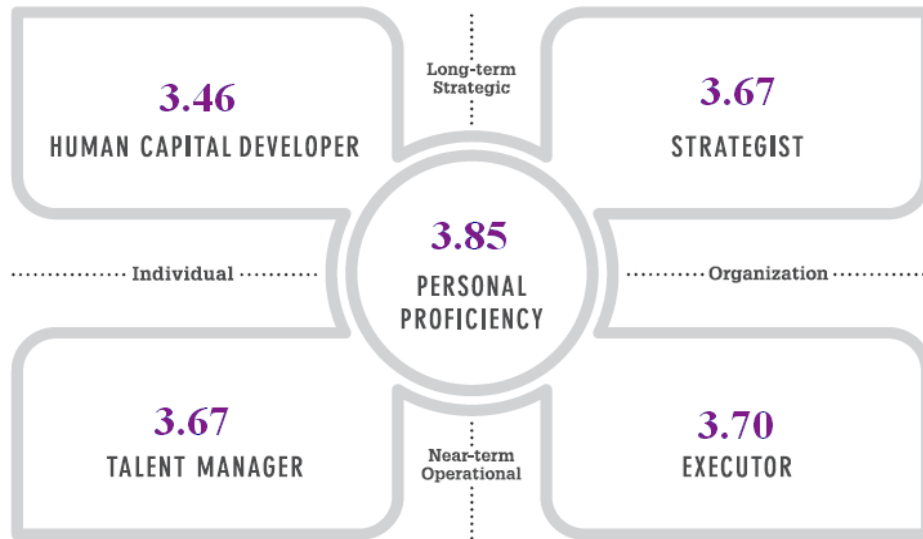 3.46
HUMAN CAPITAL DEVELOPER
Long-term
Strategic
3.67
STRATEGIST
Individual
3.85
PERSONAL
PROFICIENCY
Organization
3.67
TALENT MANAGER
Near-term
Operational
3.70
EXECUTOR